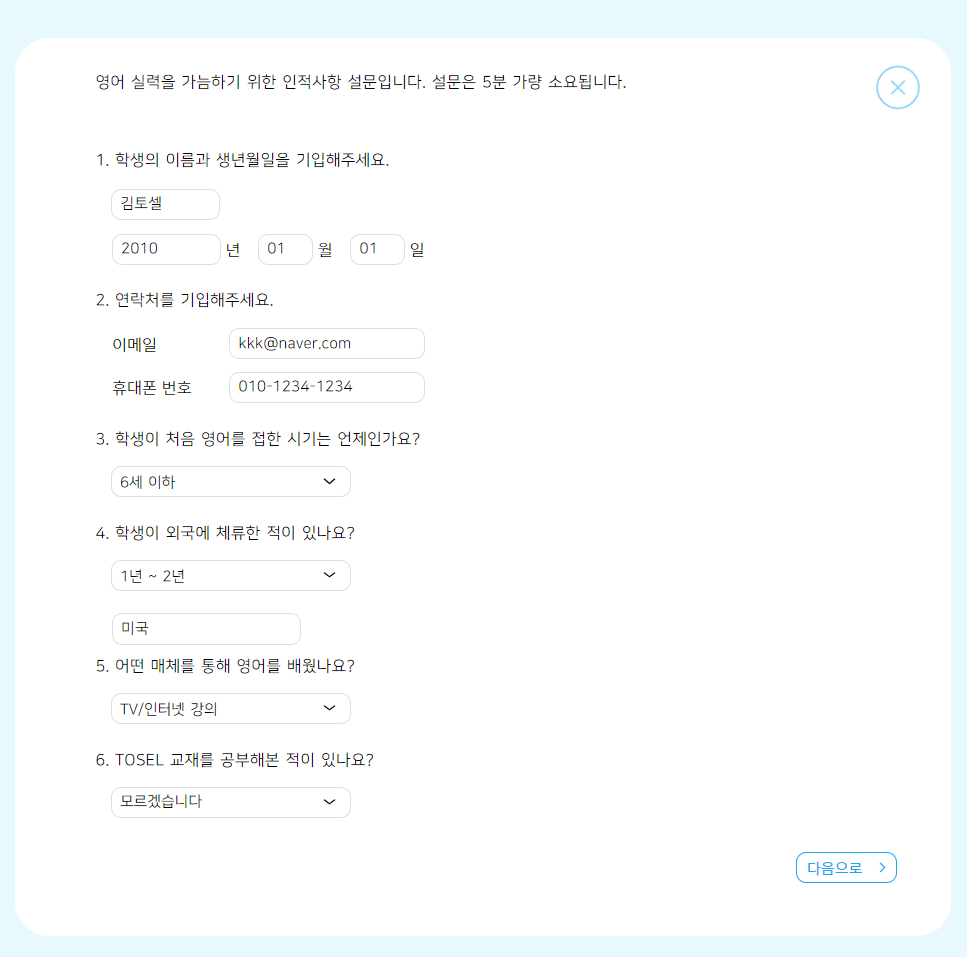 영어 실력을 가늠하기 위한 인적사항 설문입니다. 설문은 5분 가량 소요됩니다.
1. 학생의 이름과 생년월일을 기입해주세요.
김토셀
2010 년 01 월 01 일
2. 연락처를 기입해주세요.
이메일 kkk@naver.com
휴대폰 번호 010-1234-1234
3. 학생이 처음 영어를 접한 시기는 언제인가요?
6세 이하
4. 학생이 외국에 체류한 적이 있나요?
1년 ~ 2년
미국
5. 어떤 매체를 통해 영어를 배웠나요?
TV/인터넷 강의
6. TOSEL 교재를 공부해본 적이 있나요?
모르겠습니다
다음으로